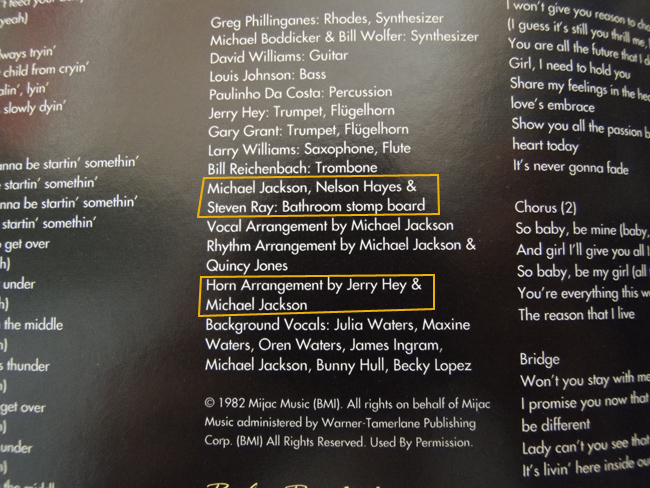 yeah)
ways tryin'
child from cryin'
alin', lyin'
slowly dyin'
nna be startin' somethin'
startin' somethin'
nna be startin' somethin'
startin' somethin'
get over
h)
under
h)
the middle
h)
s thunder
h)
get over
under
Greg Phillinganes: Rhodes, Synthesizer
Michael Boddicker & Bill Wolfer: Synthesizer
David Williams: Guitar
Louis Johnson: Bass
Paulinho Da Costa: Percussion
Jerry Hey: Trumpet, Flügelhorn
Gary Grant: Trumpet, Flügelhorn
Larry Williams: Saxophone, Flute
Bill Reichenbach: Trombone
Michael Jackson, Nelson Hayes &
Steven Ray: Bathroom stomp board
Vocal Arrangement by Michael Jackson
Rhythm Arrangement by Michael Jackson &
Quincy Jones
Horn Arrangement by Jerry Hey &
Michael Jackson
Background Vocals: Julia Waters, Maxine
Waters, Oren Waters, James Ingram,
Michael Jackson, Bunny Hull, Becky Lopez
© 1982 Mijac Music (BMI). All rights on behalf of Mijac
Music administered by Warner-Tamerlane Publishing
Corp. (BMI) All Rights Reserved. Used By Permission.
I won't give you reason to
(I guess it's still you thrill me,
You are all the future that I
Girl, I need to hold you
Share my feelings in the
love's embrace
Show you all the passion
heart today
It's never gonna fade
Chorus (2)
So baby, be mine (baby,
And girl I'll give you all I
So baby, be my girl (all
You're everything this
The reason that I live
Bridge
Won't you stay with me
I promise you now that
be different
Lady can't you see that
It's livin' here inside